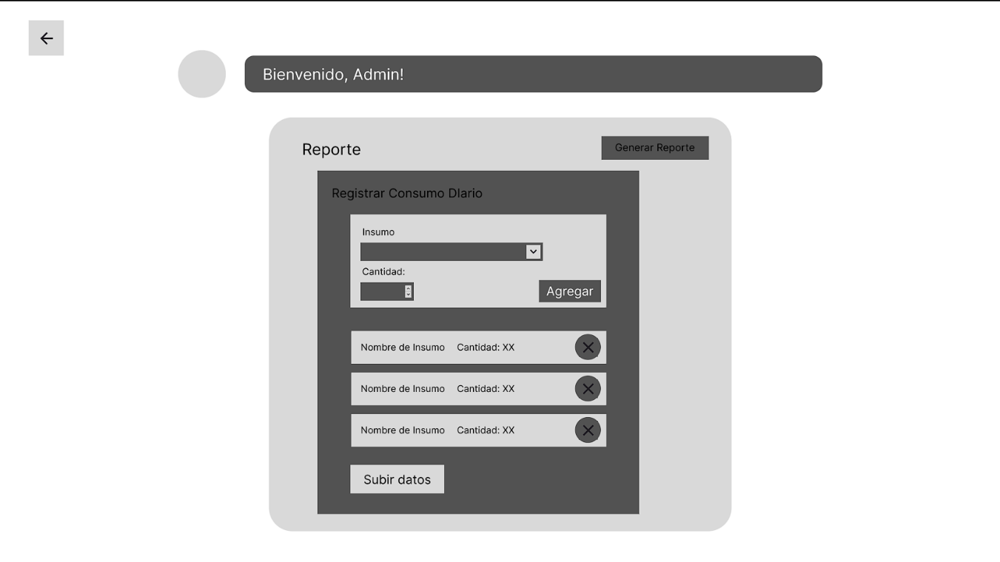 Bienvenido, Admin!
Reporte
Generar Reporte
Registrar Consumo DIario
Insumo
Cantidad:
Agregar
Nombre de Insumo Cantidad: XX
Nombre de Insumo Cantidad: XX
Nombre de Insumo Cantidad: XX
Subir datos